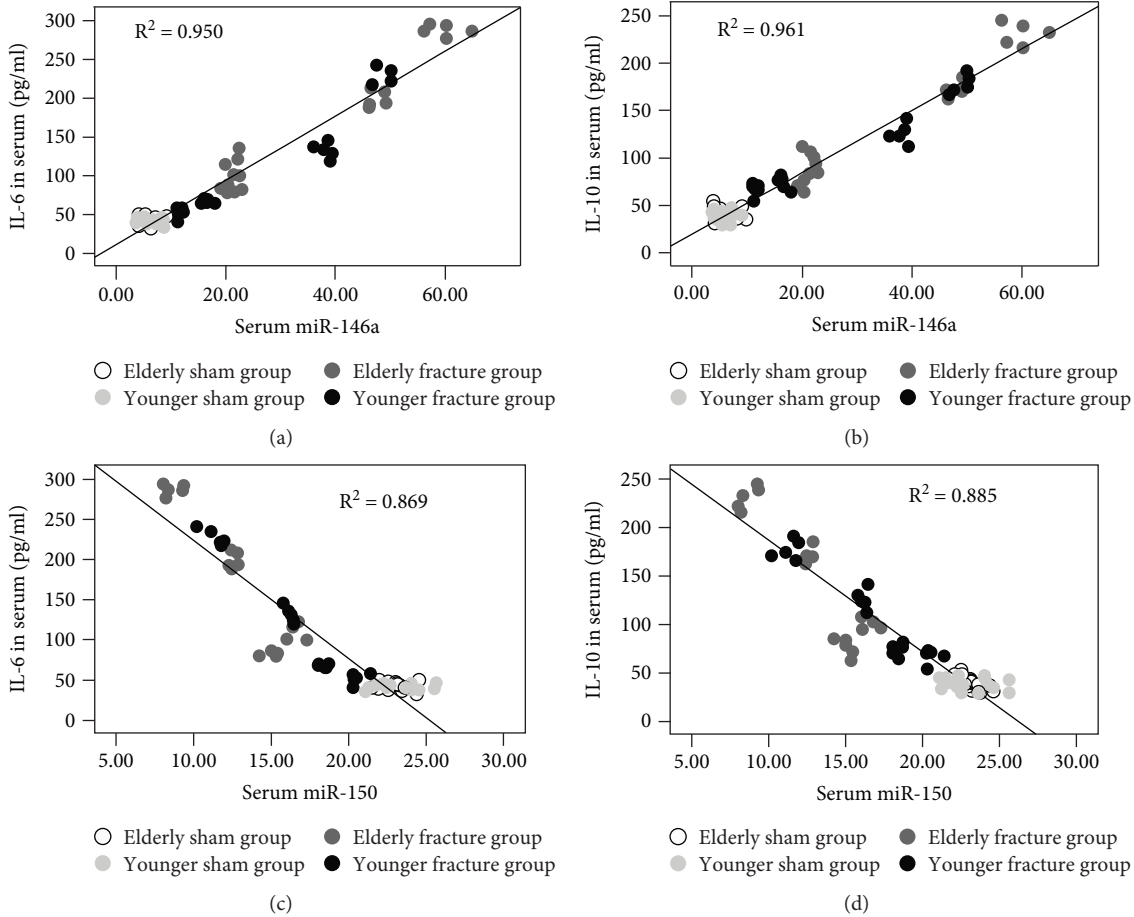 300
250
200
150
100
50
0
IL-6 in serum (pg/ml)
R² = 0.950
0.00 20.00 40.00 60.00
Serum miR-146a
Elderly sham group Elderly fracture group
Younger sham group Younger fracture group
(a)
250
200
150
100
50
0
IL-10 in serum (pg/ml)
R² = 0.961
0.00 20.00 40.00 60.00
Serum miR-146a
Elderly sham group Elderly fracture group
Younger sham group Younger fracture group
(b)
300
250
200
150
100
50
0
IL-6 in serum (pg/ml)
R² = 0.869
5.00 10.00 15.00 20.00 25.00 30.00
Serum miR-150
Elderly sham group Elderly fracture group
Younger sham group Younger fracture group
(c)
250
200
150
100
50
0
IL-10 in serum (pg/ml)
R² = 0.885
5.00 10.00 15.00 20.00 25.00 30.00
Serum miR-150
Elderly sham group Elderly fracture group
Younger sham group Younger fracture group
(d)